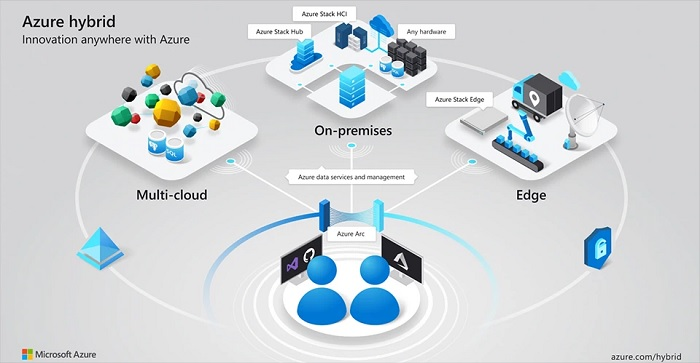 Azure hybrid
Innovation anywhere with Azure
Azure Stack HCI
Azure Stack Hub
Any hardware
On-premises
Azure Stack Edge
SQL
Multi-cloud
Edge
Azure data services and management
Azure Arc
Microsoft Azure
azure.com/hybrid